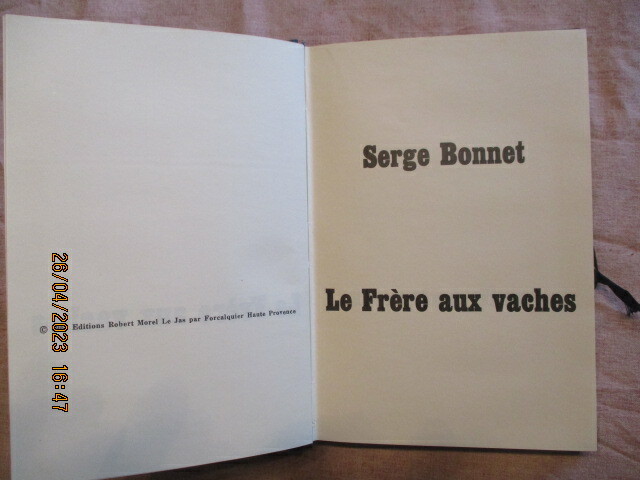 © Editions Robert Morel Le Jas par Forcalquier Haute Provence
Serge Bonnet
Le Frère aux vaches
26/04/2023 16:47